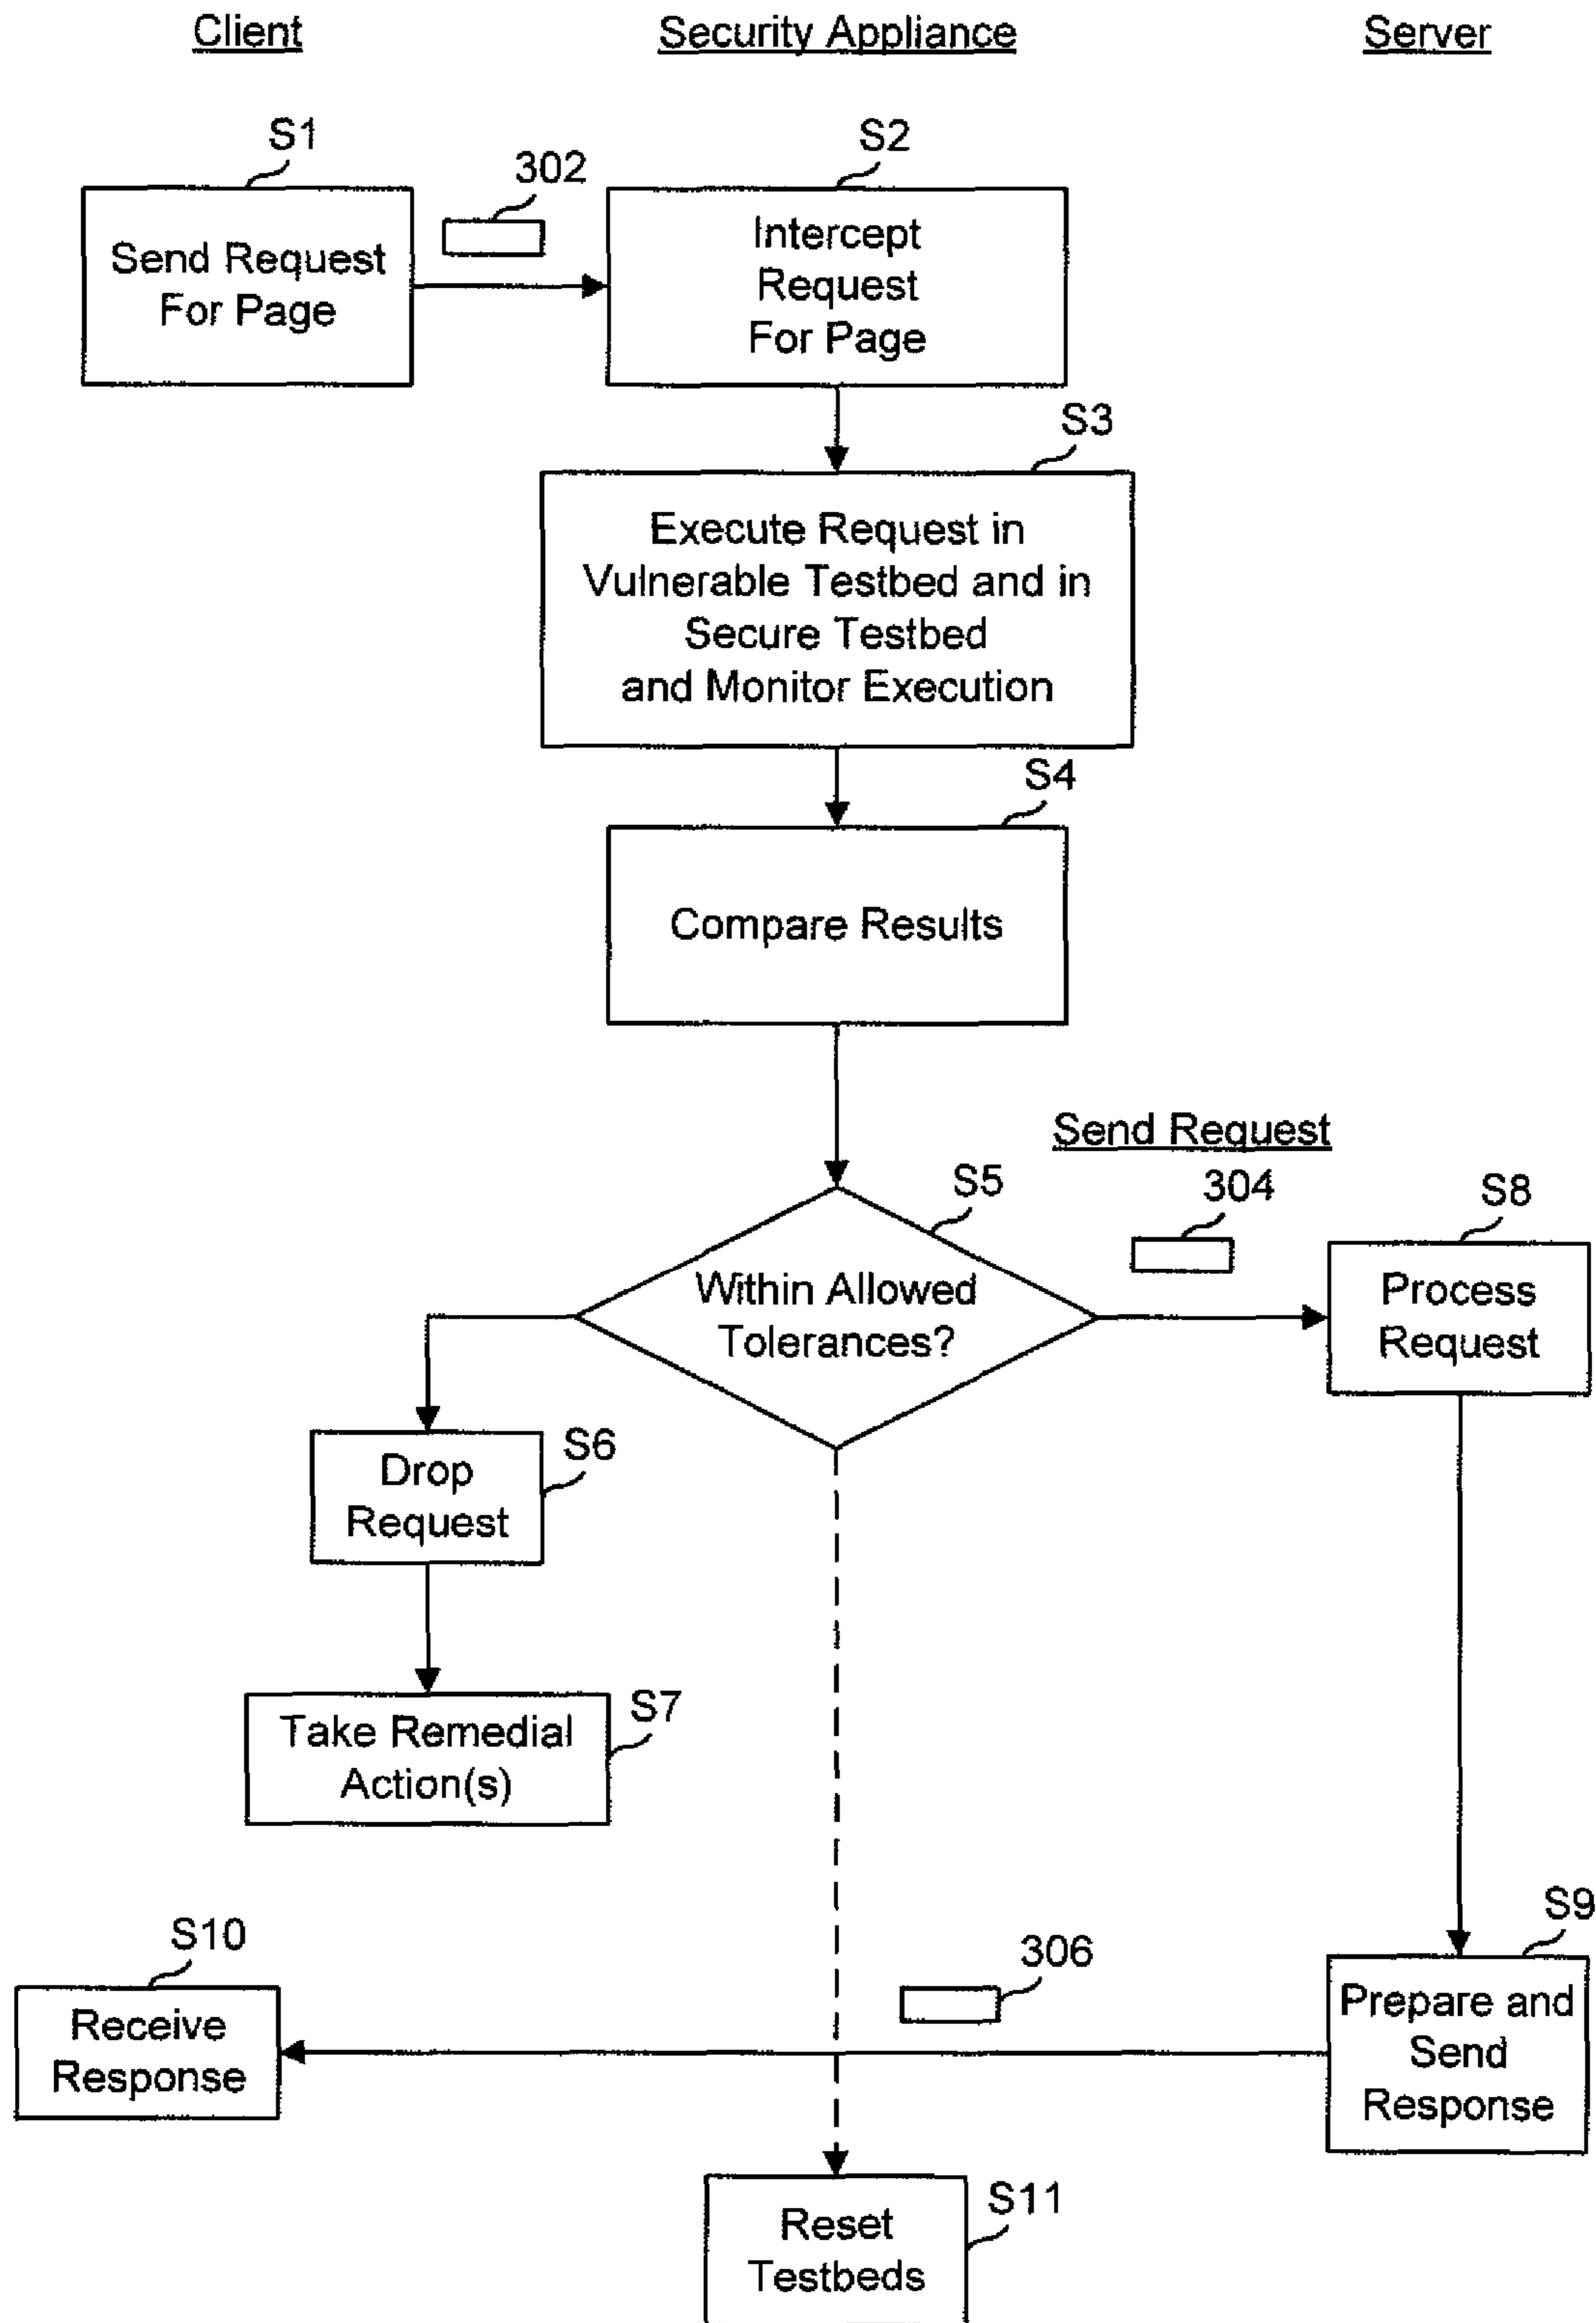 Client
Security Appliance
Server
S1
302
S2
Send Request
For Page
Intercept
Request
For Page
S3
Execute Request in
Vulnerable Testbed and in
Secure Testbed
and Monitor Execution
S4
Compare Results
Send Request
304
S5
S8
Within Allowed
Tolerances?
Process
Request
S6
Drop
Request
S7
Take Remedial
Action(s)
S9
S10
306
Receive
Response
Prepare and
Send
Response
S11
Reset
Testbeds